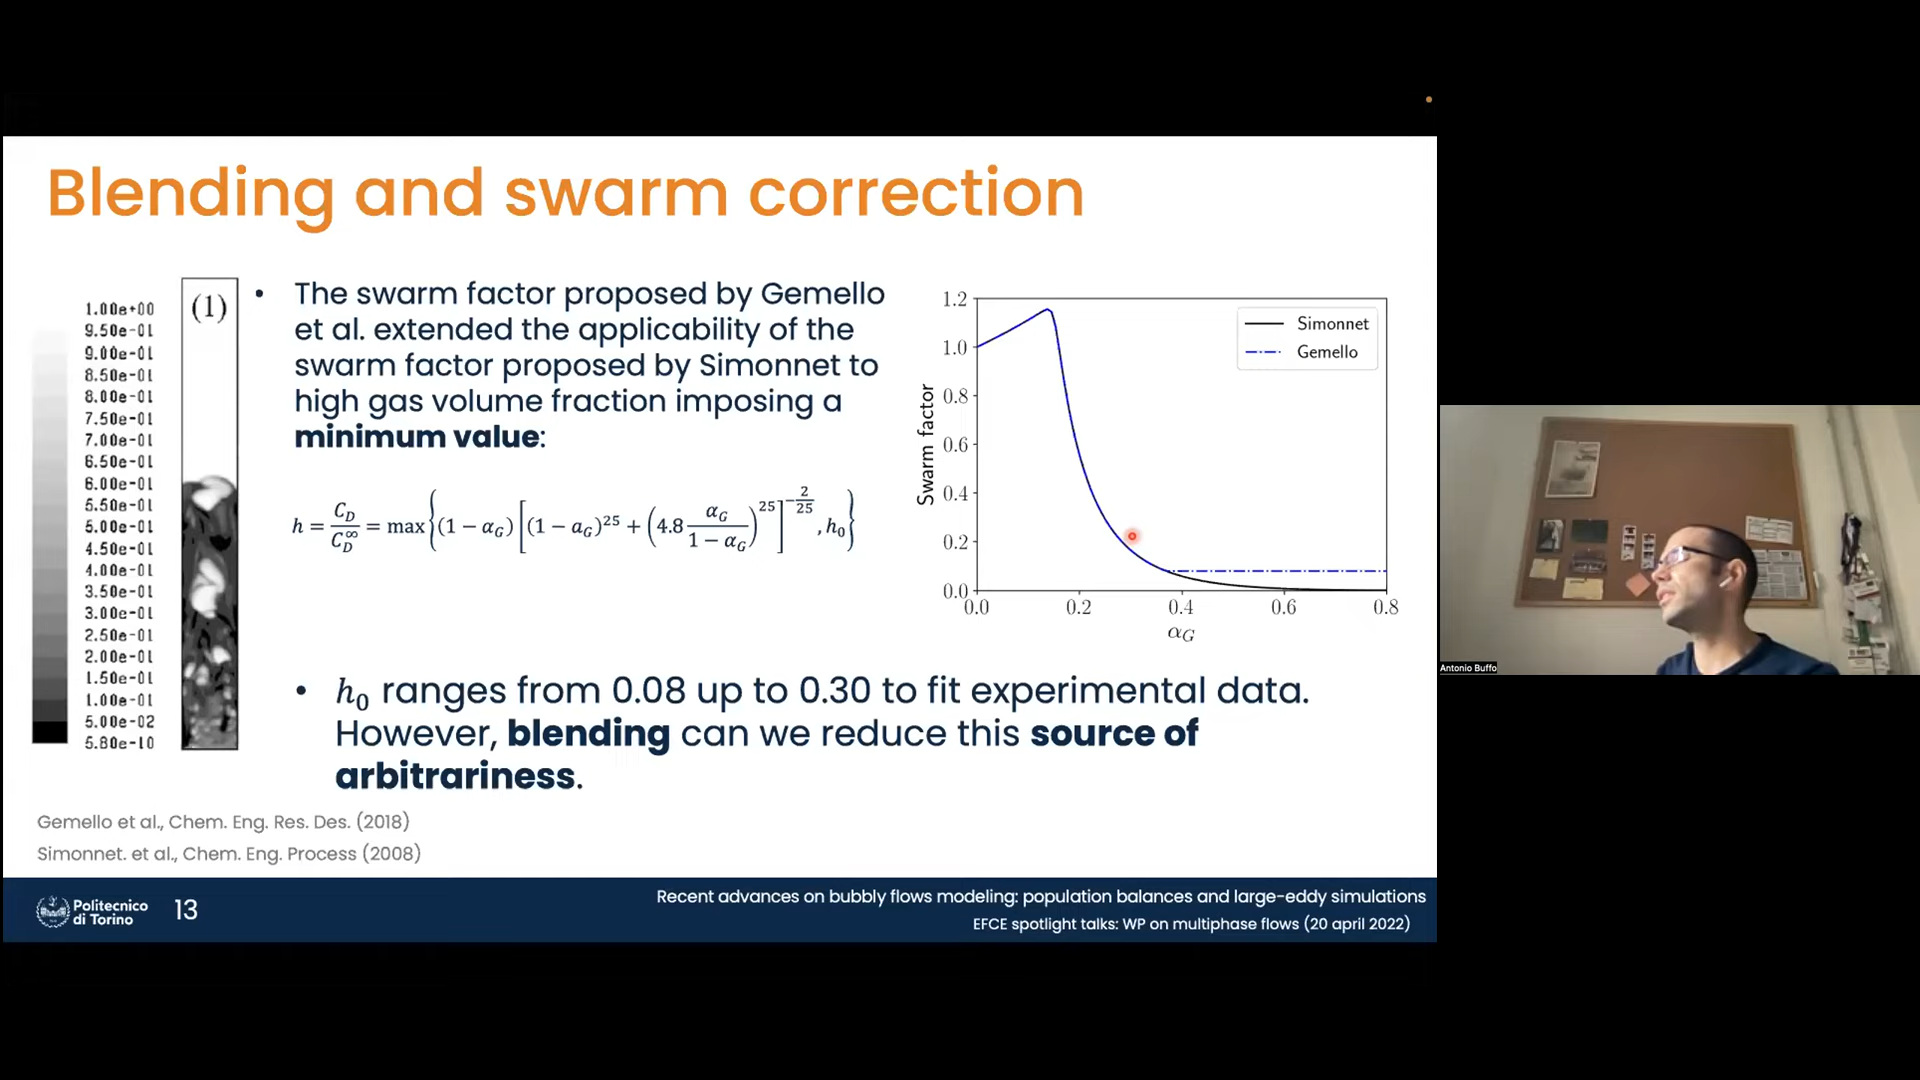 Blending and swarm correction
1.00e+00
9.50e-01
9.00e-01
8.50e-01
8.00e-01
7.50e-01
7.00e-01
6.50e-01
6.00e-01
5.50e-01
5.00e-01
4.50e-01
4.00e-01
3.50e-01
3.00e-01
2.50e-01
2.00e-01
1.50e-01
1.00e-01
5.00e-02
5.80e-10
(1)
• The swarm factor proposed by Gemello
et al. extended the applicability of the
swarm factor proposed by Simonnet to
high gas volume fraction imposing a
minimum value:
h = C_D / C_D^∞ = max{(1 − α_G) [(1 − a_G)^25 + (4.8 α_G / (1 − α_G))^25]^(−2/25), h_0}
Swarm factor
1.2
1.0
0.8
0.6
0.4
0.2
0.0
0.0 0.2 0.4 0.6 0.8
α_G
Simonnet
Gemello
• h_0 ranges from 0.08 up to 0.30 to fit experimental data.
However, blending can we reduce this source of
arbitrariness.
Gemello et al., Chem. Eng. Res. Des. (2018)
Simonnet. et al., Chem. Eng. Process (2008)
Politecnico
di Torino
13
Recent advances on bubbly flows modeling: population balances and large-eddy simulations
EFCE spotlight talks: WP on multiphase flows (20 april 2022)
Antonio Buffo